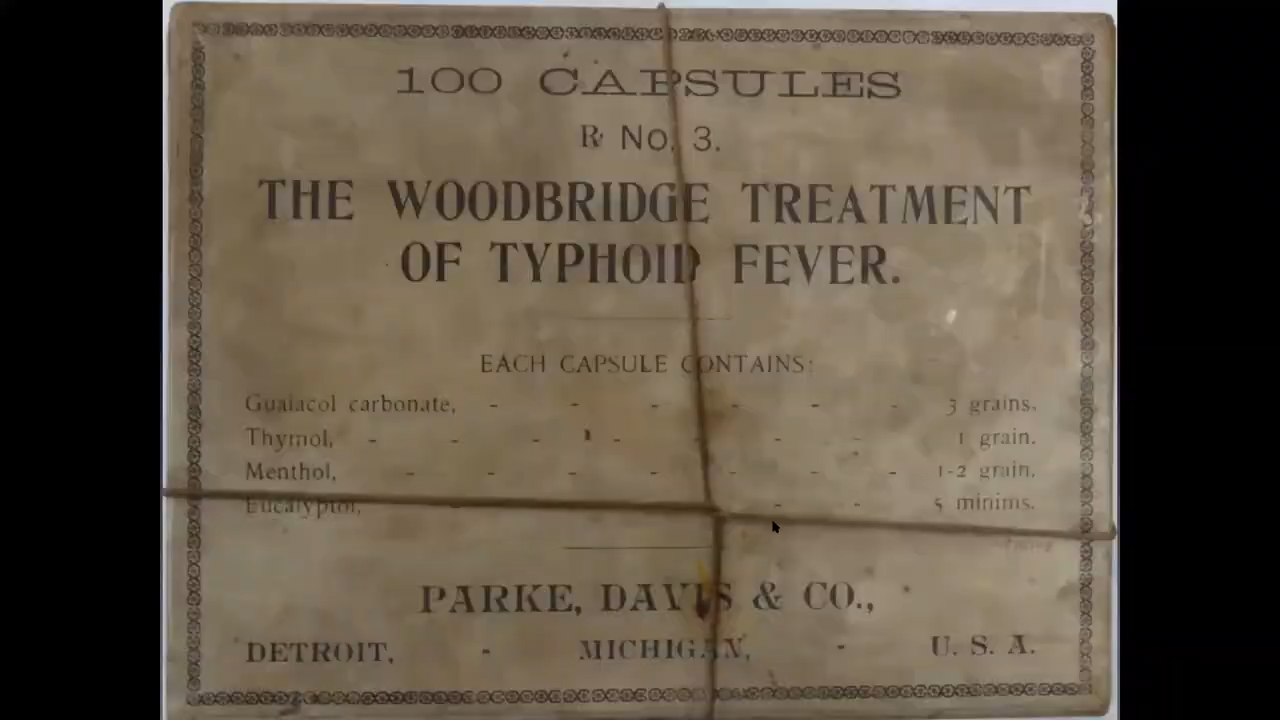 100 CAPSULES
℞ No. 3.
THE WOODBRIDGE TREATMENT
OF TYPHOID FEVER.
EACH CAPSULE CONTAINS:
Guaiacol carbonate, - - - - - - 3 grains.
Thymol, - - - - - - - 1 grain.
Menthol, - - - - - - - 1-2 grain.
Eucalyptol, - - 5 minims.
PARKE, DAVIS & CO.,
DETROIT, - MICHIGAN, - U. S. A.